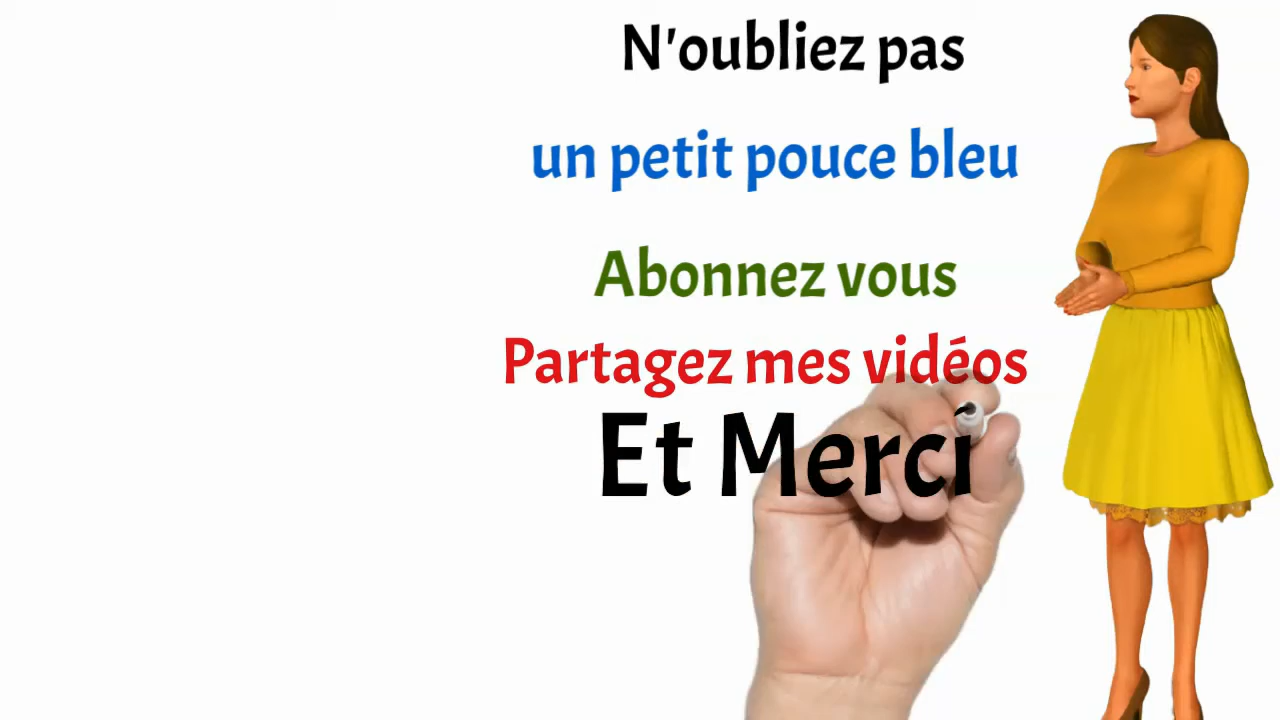 N'oubliez pas
un petit pouce bleu
Abonnez vous
Partagez mes vidéos
Et Merci